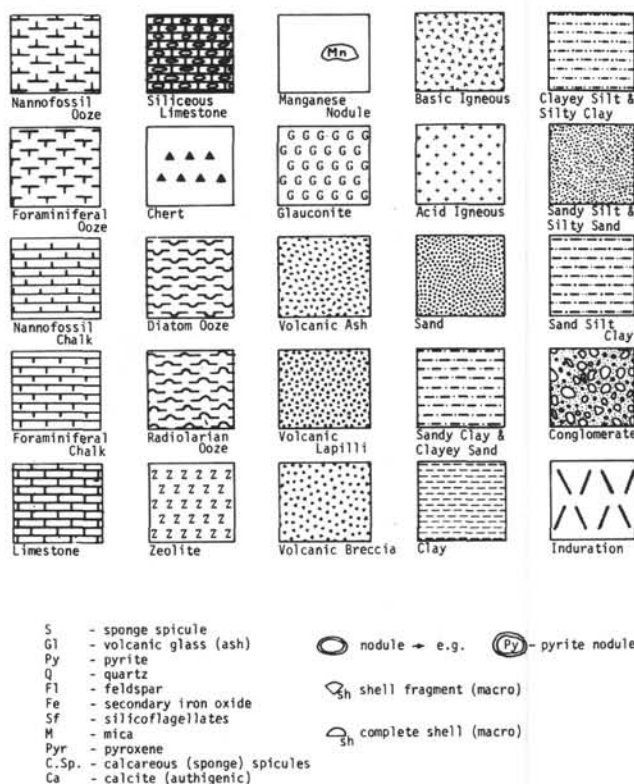 Mn
Nannofossil
Ooze
Siliceous
Limestone
Manganese
Nodule
Basic Igneous
Clayey Silt &
Silty Clay
G G G G G G
G G G G G G
G G G G G
G G G G G
G G G G G
Foraminiferal
Ooze
Chert
Glauconite
Acid Igneous
Sandy Silt &
Silty Sand
Nannofossil
Chalk
Diatom Ooze
Volcanic Ash
Sand
Sand Silt
Clay
Foraminiferal
Chalk
Radiolarian
Ooze
Volcanic
Lapilli
Sandy Clay &
Clayey Sand
Conglomerate
Z Z Z Z Z
Z Z Z Z Z
Z Z Z Z Z
Z Z Z Z Z
Z Z Z Z Z
Limestone
Zeolite
Volcanic Breccia
Clay
Induration
S - sponge spicule
Gl - volcanic glass (ash)
Py - pyrite
Q - quartz
Fl - feldspar
Fe - secondary iron oxide
Sf - silicoflagellates
M - mica
Pyr - pyroxene
C.Sp. - calcareous (sponge) spicules
Ca - calcite (authigenic)
nodule → e.g. Py - pyrite nodule
sh shell fragment (macro)
sh complete shell (macro)